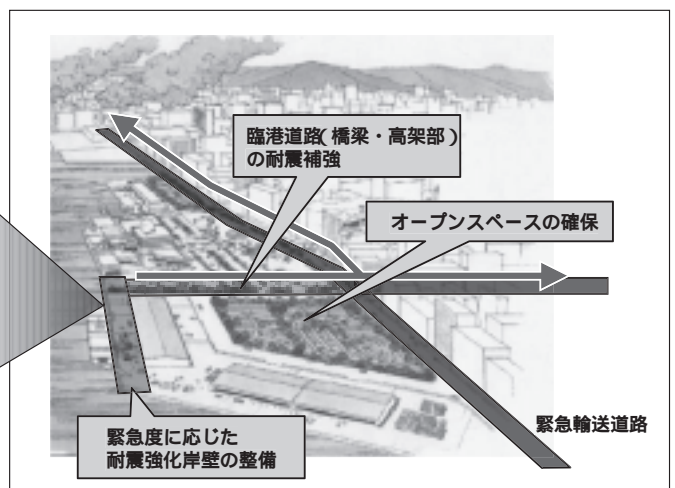 臨港道路(橋梁・高架部)
の耐震補強
オープンスペースの確保
緊急輸送道路
緊急度に応じた
耐震強化岸壁の整備